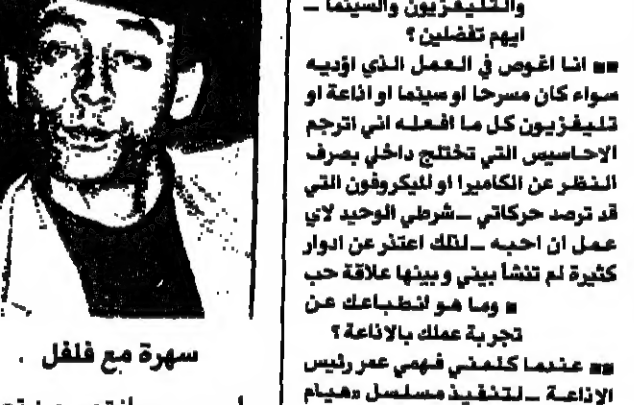 والتليفزيون والسينما ـ
ايهم تفضلين ؟
■■ انا اغوص في العمل الذي اؤديه
سواء كان مسرحا او سينما او اذاعة او
تليفزيون كل ما افعله اني اترجم
الاحاسيس التي تختلج داخلي بصرف
النظر عن الكاميرا او لليكروفون التي
قد ترصد حركاتي ـ شرطي الوحيد لاي
عمل ان احبه ـ لذلك اعتذر عن ادوار
كثيرة لم تنشأ بيني وبينها علاقة حب
■ وما هو انطباعك عن
تجربة عملك بالاذاعة ؟
■■ عندما كلمني فهمي عمر رئيس
الاذاعة ـ لتنفيذ مسلسل «هيام
سهرة مع فلفل .